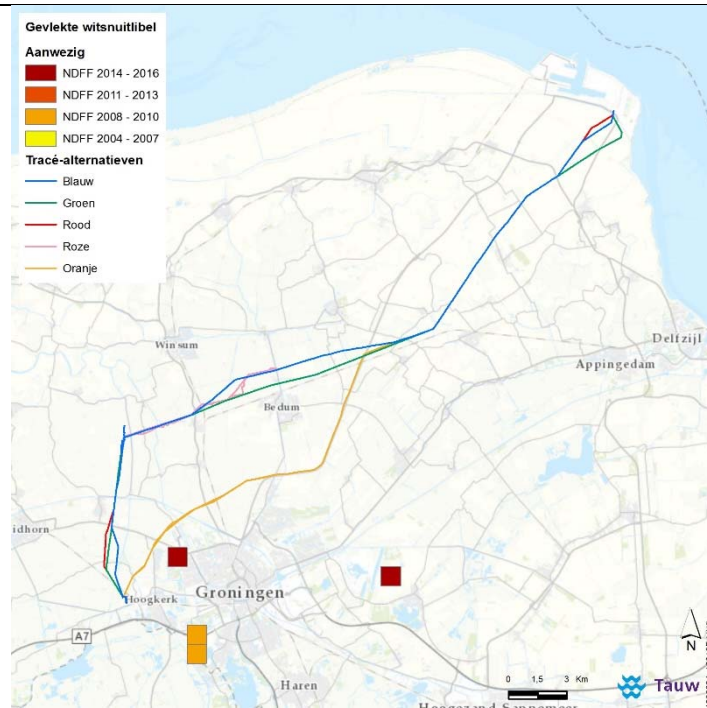 Gevlekte witsnuitlibel
Aanwezig
NDFF 2014 - 2016
NDFF 2011 - 2013
NDFF 2008 - 2010
NDFF 2004 - 2007
Tracé-alternatieven
Blauw
Groen
Rood
Roze
Oranje
Winsum
Delfzijl
Appingedam
Bedum
idhorn
Groningen
Hoogkerk
A7
Haren
N
0 1,5 3 Km
Tauw